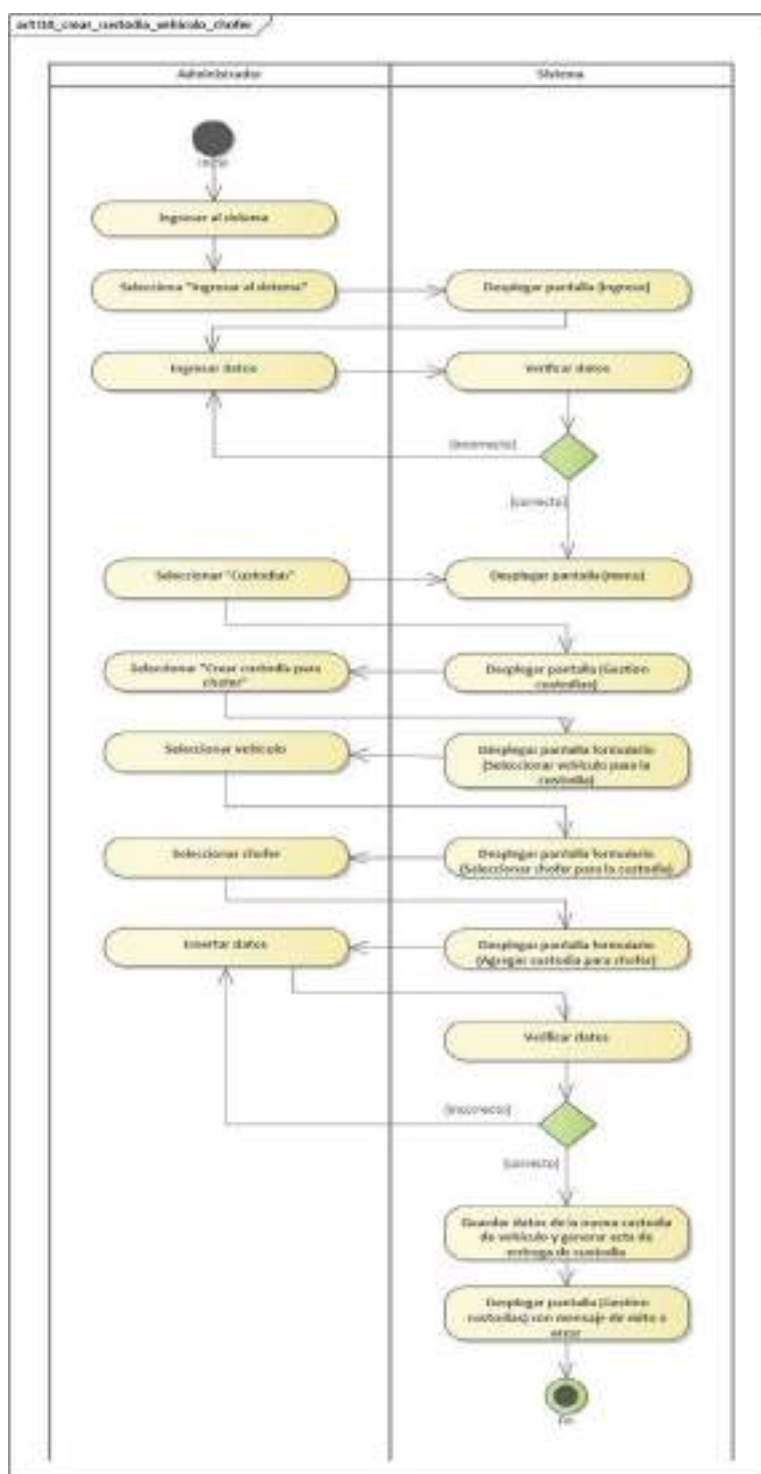 crear_custodia_vehículo_chofer
Administrador
Sistema
Inicio
Ingresar al sistema
Selecciona "Ingresar al sistema"
Desplegar pantalla (Ingreso)
Ingresar datos
Verificar datos
[incorrecto]
[correcto]
Seleccionar "Custodias"
Desplegar pantalla (menu)
Seleccionar "Crear custodia para
chofer"
Desplegar pantalla (Gestion
custodias)
Seleccionar vehículo
Desplegar pantalla formulario
(Seleccionar vehículo para la
custodia)
Seleccionar chofer
Desplegar pantalla formulario
(Seleccionar chofer para la custodia)
Insertar datos
Desplegar pantalla formulario
(Agregar custodia para chofer)
Verificar datos
[incorrecto]
[correcto]
Guardar datos de la nueva custodia
de vehículo y generar acta de
entrega de custodia
Desplegar pantalla (Gestion
custodias) con mensaje de exito o
error
Fin